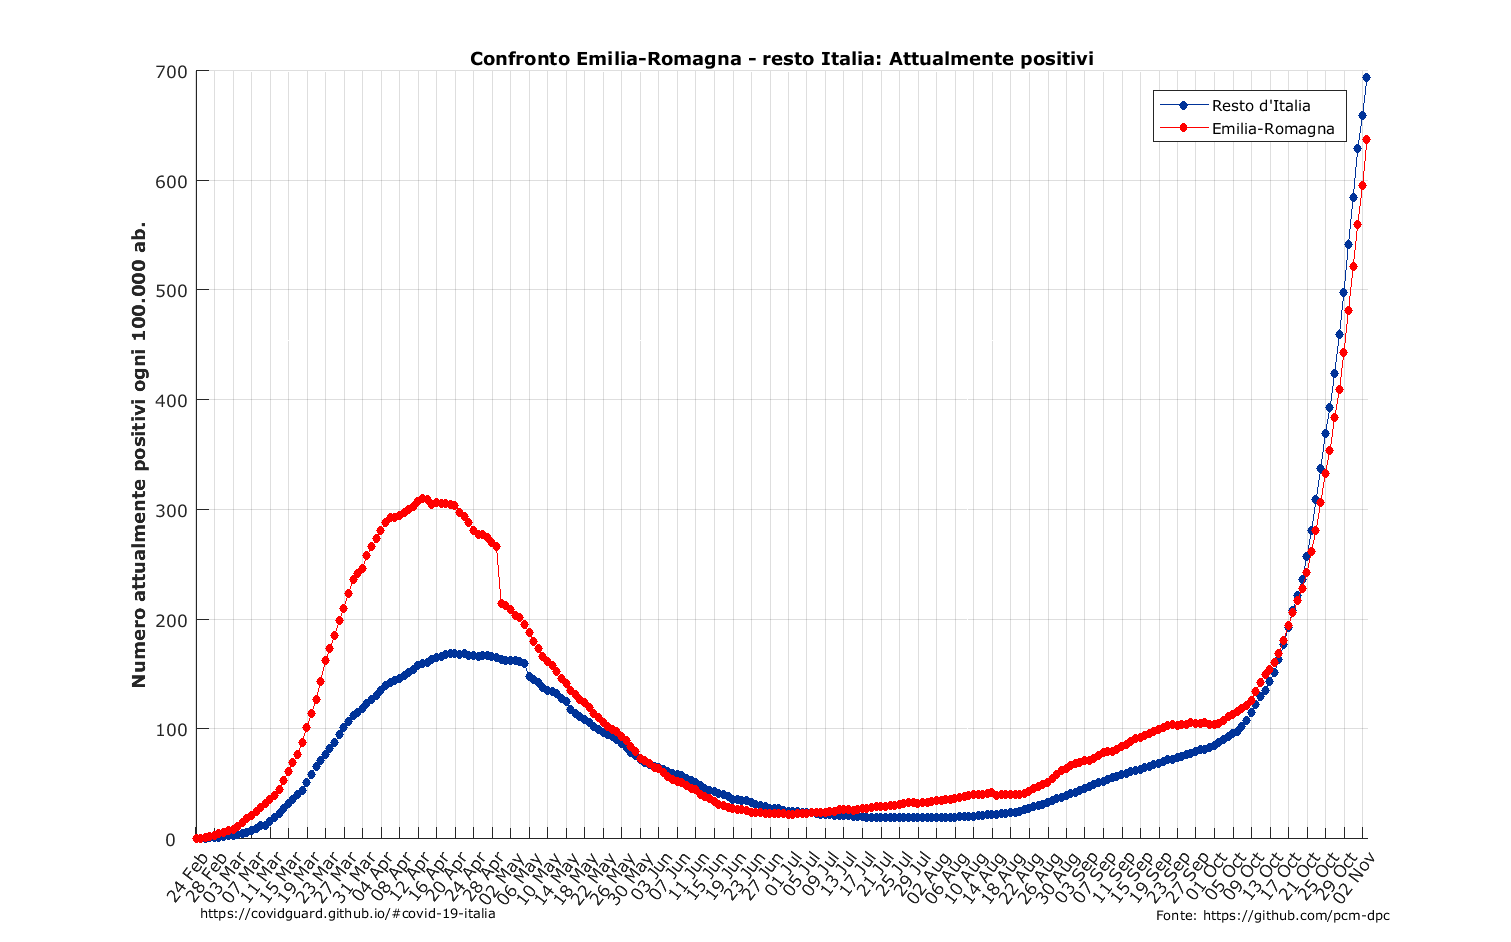 Confronto Emilia-Romagna - resto Italia: Attualmente positivi
Resto d'Italia
Emilia-Romagna
Numero attualmente positivi ogni 100.000 ab.
700
600
500
400
300
200
100
0
24 Feb
28 Feb
03 Mar
07 Mar
11 Mar
15 Mar
19 Mar
23 Mar
27 Mar
31 Mar
04 Apr
08 Apr
12 Apr
16 Apr
20 Apr
24 Apr
28 Apr
02 May
06 May
10 May
14 May
18 May
22 May
26 May
30 May
03 Jun
07 Jun
11 Jun
15 Jun
19 Jun
23 Jun
27 Jun
01 Jul
05 Jul
09 Jul
13 Jul
17 Jul
21 Jul
25 Jul
29 Jul
02 Aug
06 Aug
10 Aug
14 Aug
18 Aug
22 Aug
26 Aug
30 Aug
03 Sep
07 Sep
11 Sep
15 Sep
19 Sep
23 Sep
27 Sep
01 Oct
05 Oct
09 Oct
13 Oct
17 Oct
21 Oct
25 Oct
29 Oct
02 Nov
https://covidguard.github.io/#covid-19-italia
Fonte: https://github.com/pcm-dpc